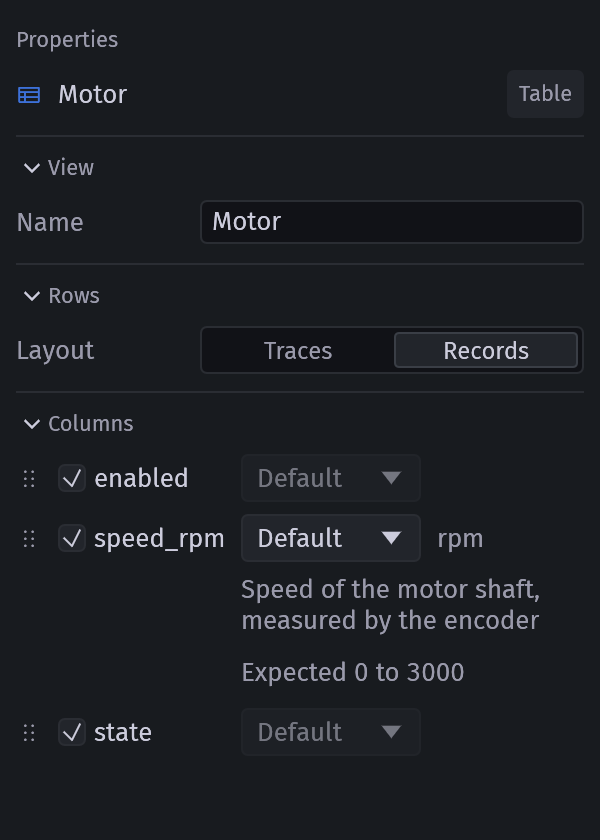 Properties
Motor Table
View
Name Motor
Rows
Layout Traces Records
Columns
enabled Default
speed_rpm Default rpm
Speed of the motor shaft,
measured by the encoder
Expected 0 to 3000
state Default